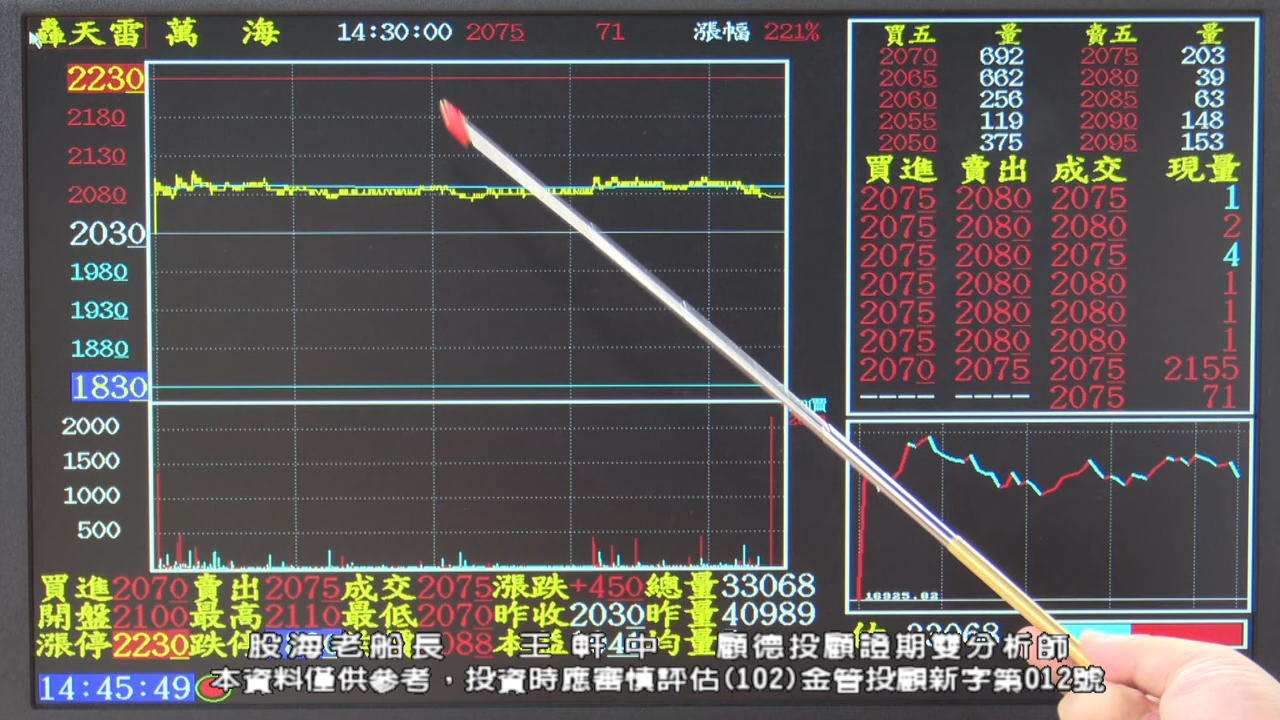 轟天雷 萬 海 14:30:00 2075 71 漲幅 221%
2230
2180
2130
2080
2030
1980
1930
1880
1830
2000
1500
1000
500
買五 量 賣五 量
2070 692 2075 203
2065 662 2080 39
2060 256 2085 63
2055 119 2090 148
2050 375 2095 153
買進 賣出 成交 現量
2075 2080 2075 1
2075 2080 2075 2
2075 2080 2075 4
2075 2080 2075 1
2075 2080 2075 1
2075 2080 2075 1
2070 2075 2075 2155
---- ---- 2075 71
16925.02
買進2070 賣出2075 成交2075 漲跌+450 總量33068
開盤2100 最高2110 最低2070 昨收2030 昨量40989
漲停2230
股海老船長 王軒中 顧德投顧證期雙分析師
14:45:49 本資料僅供參考，投資時應審慎評估(102)金管投顧新字第012號